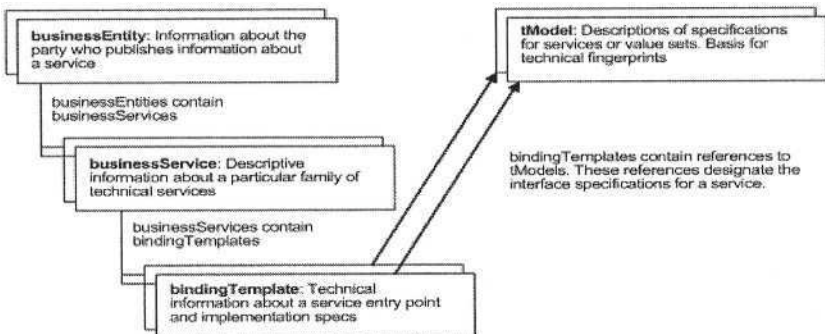 businessEntity: Information about the
party who publishes information about
a service
businessEntities contain
businessServices
businessService: Descriptive
information about a particular family of
technical services
businessServices contain
bindingTemplates
bindingTemplate: Technical
information about a service entry point
and implementation specs
tModel: Descriptions of specifications
for services or value sets. Basis for
technical fingerprints
bindingTemplates contain references to
tModels. These references designate the
interface specifications for a service.